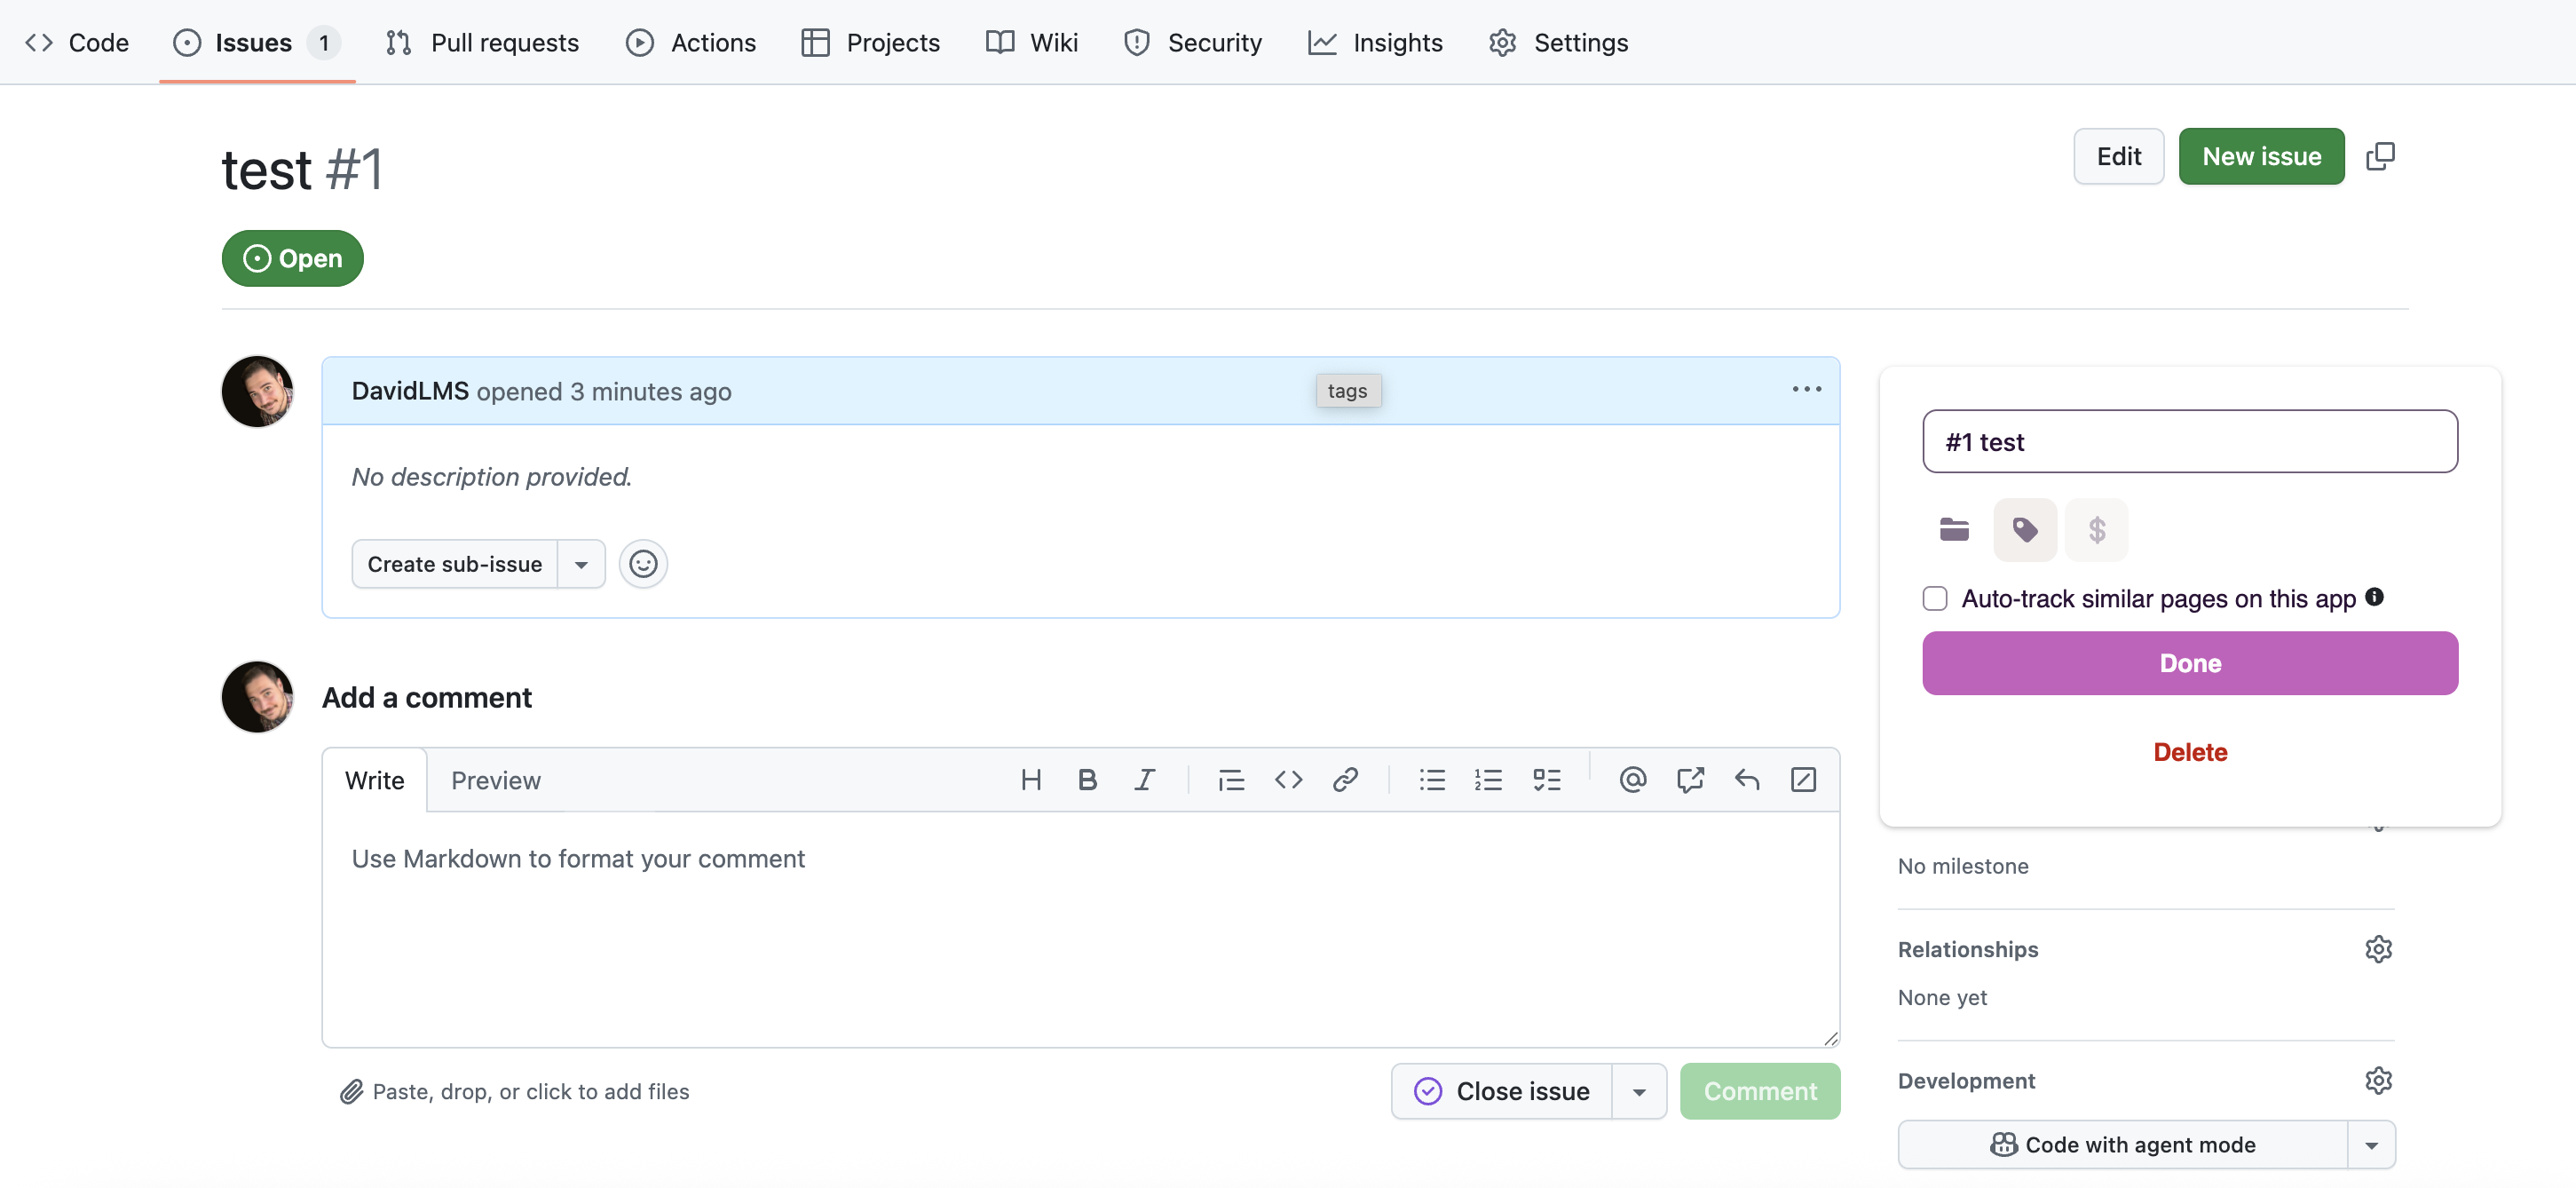 Code Issues 1 Pull requests Actions Projects Wiki Security Insights Settings
test #1
Edit New issue
Open
DavidLMS opened 3 minutes ago
tags
No description provided.
Create sub-issue
#1 test
$
Auto-track similar pages on this app
Done
Delete
Add a comment
Write Preview
Use Markdown to format your comment
Paste, drop, or click to add files
Close issue Comment
No milestone
Relationships
None yet
Development
Code with agent mode